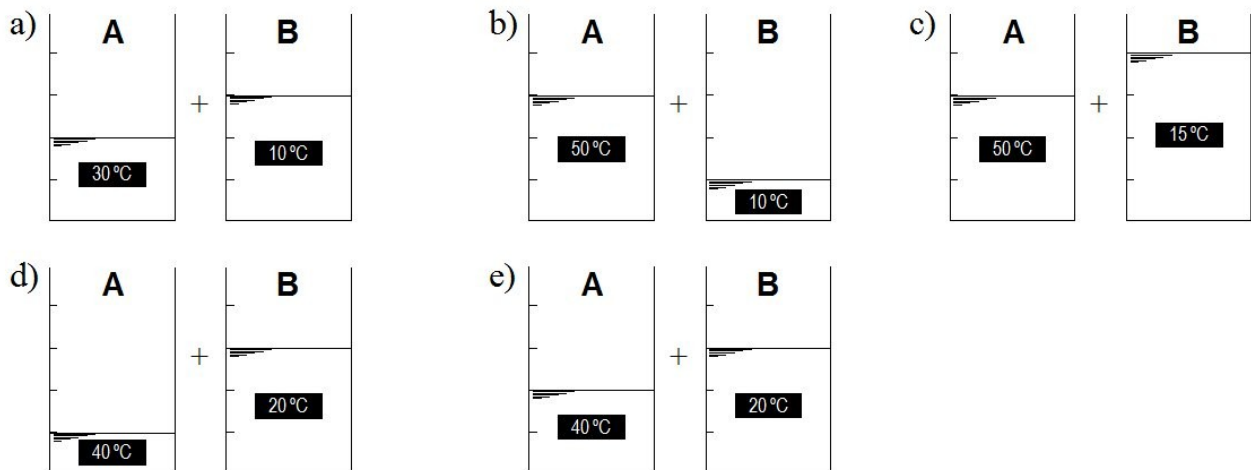 a) A + B
30 ºC 10 ºC
b) A + B
50 ºC 10 ºC
c) A + B
50 ºC 15 ºC
d) A + B
40 ºC 20 ºC
e) A + B
40 ºC 20 ºC